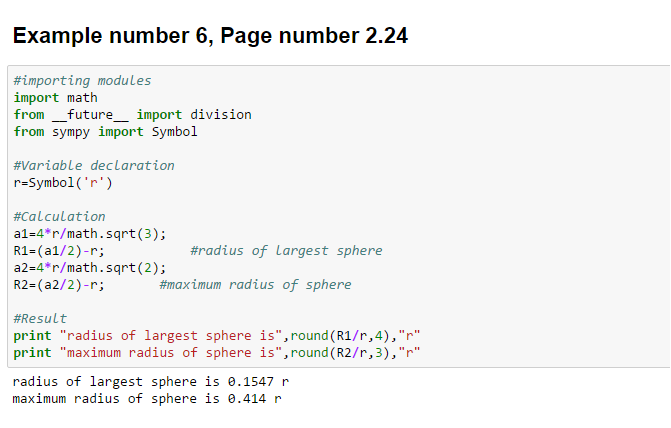 Example number 6, Page number 2.24
#importing modules
import math
from __future__ import division
from sympy import Symbol
#Variable declaration
r=Symbol('r')
#Calculation
a1=4*r/math.sqrt(3);
R1=(a1/2)-r; #radius of largest sphere
a2=4*r/math.sqrt(2);
R2=(a2/2)-r; #maximum radius of sphere
#Result
print "radius of largest sphere is",round(R1/r,4),"r"
print "maximum radius of sphere is",round(R2/r,3),"r"
radius of largest sphere is 0.1547 r
maximum radius of sphere is 0.414 r